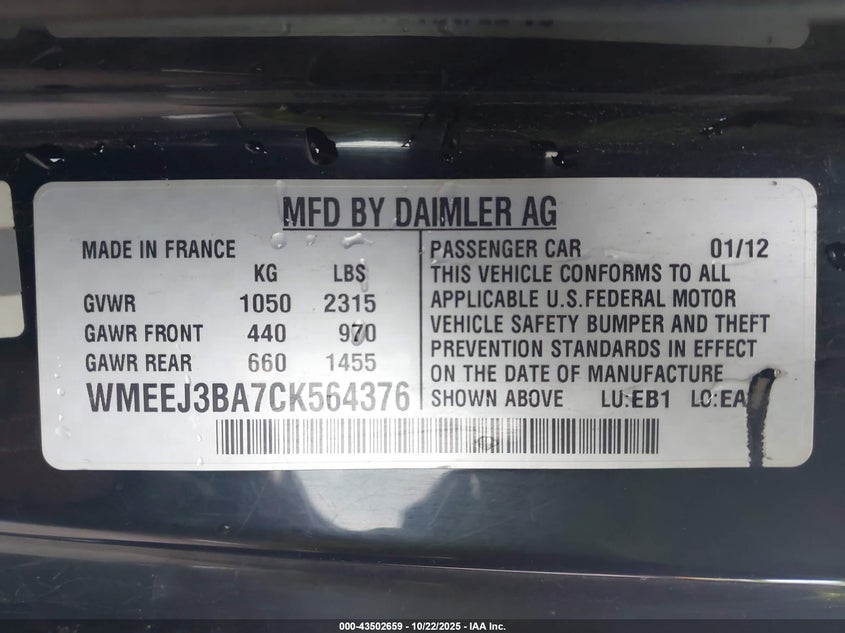 MFD BY DAIMLER AG
MADE IN FRANCE
KG LBS
GVWR 1050 2315
GAWR FRONT 440 970
GAWR REAR 660 1455
WMEEJ3BA7CK564376
PASSENGER CAR 01/12
THIS VEHICLE CONFORMS TO ALL
APPLICABLE U.S.FEDERAL MOTOR
VEHICLE SAFETY BUMPER AND THEFT
PREVENTION STANDARDS IN EFFECT
ON THE DATE OF MANUFACTURE
SHOWN ABOVE LU:EB1 LO:EA
000-43502659 - 10/22/2025 - IAA Inc.